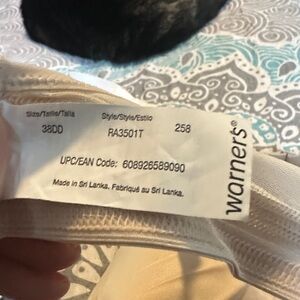 Size/Taille/Talla Style/Style/Estilo
38DD RA3501T 258
UPC/EAN Code: 608926589090
Made in Sri Lanka. Fabriqué au Sri Lanka.
warners®